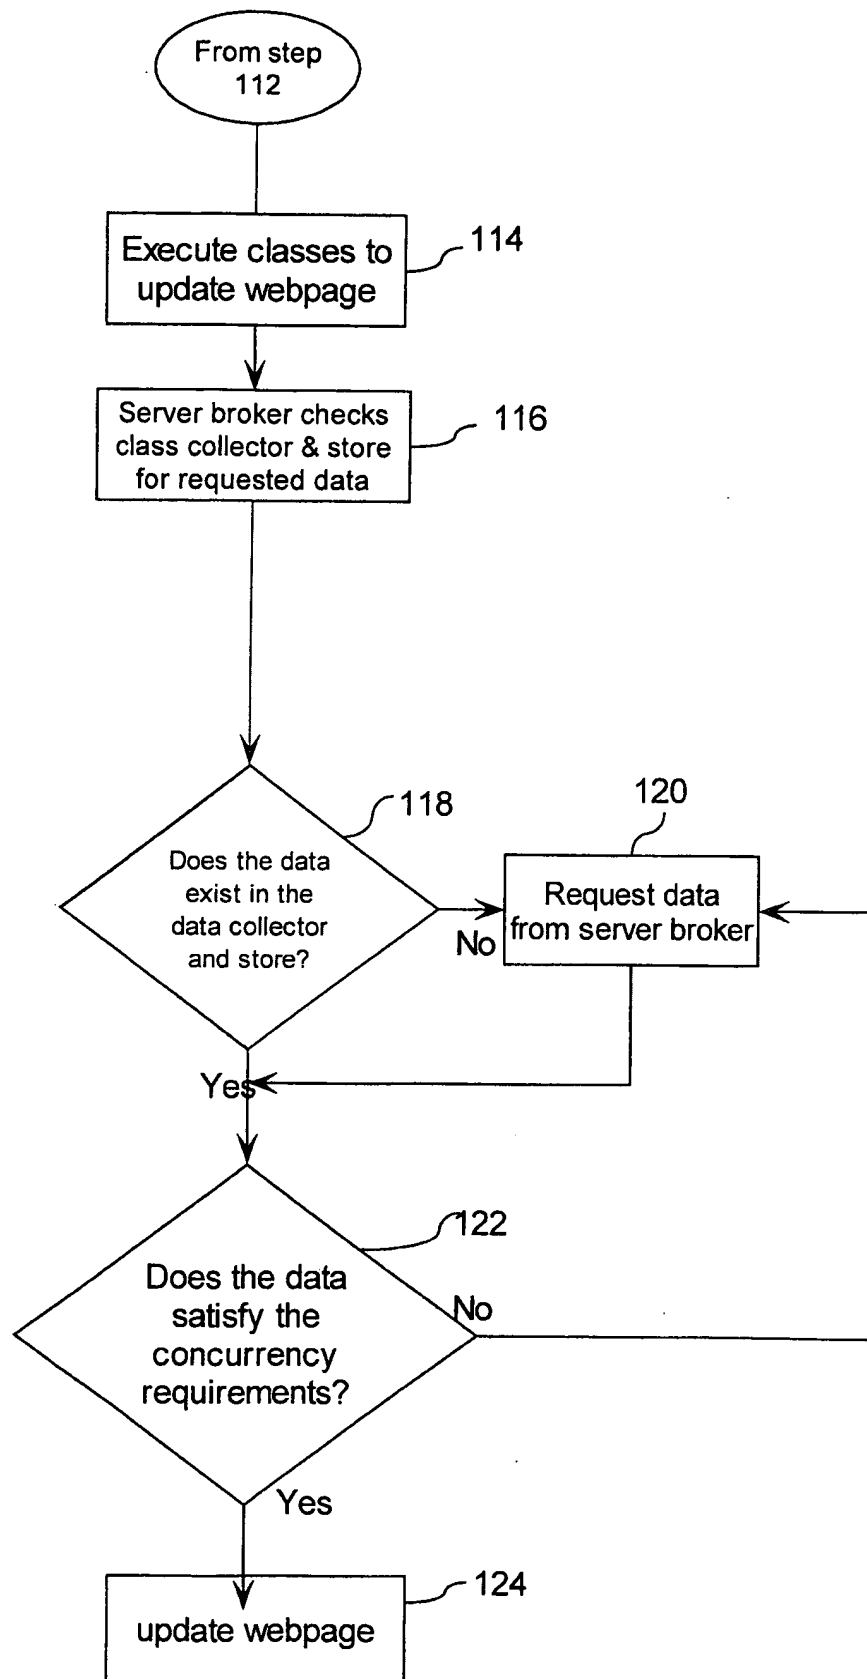 From step
112
Execute classes to
update webpage
114
Server broker checks
class collector & store
for requested data
116
Does the data
exist in the
data collector
and store?
118
No
120
Request data
from server broker
Yes
122
Does the data
satisfy the
concurrency
requirements?
No
Yes
124
update webpage